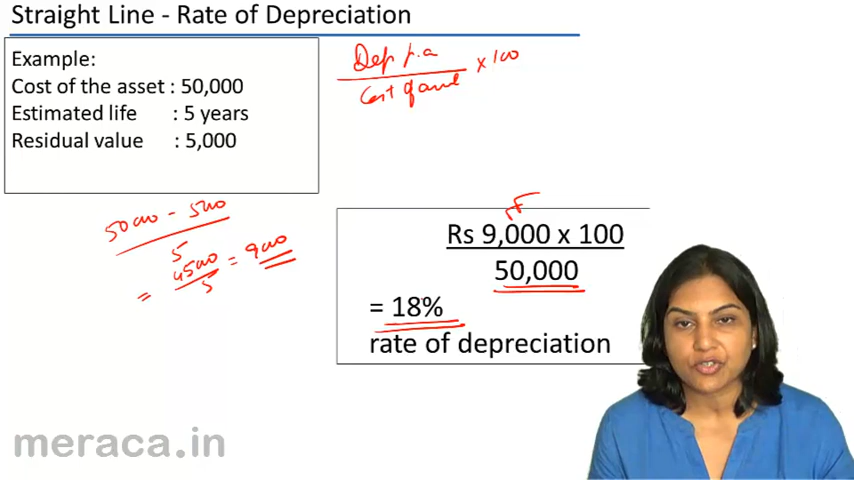 Straight Line - Rate of Depreciation
Example:
Cost of the asset : 50,000
Estimated life : 5 years
Residual value : 5,000
Dep p.a
Cost of
× 100
50000 - 5000
5
= 45000
5
= 9000
Rs 9,000 x 100
50,000
= 18%
rate of depreciation
meraca.in